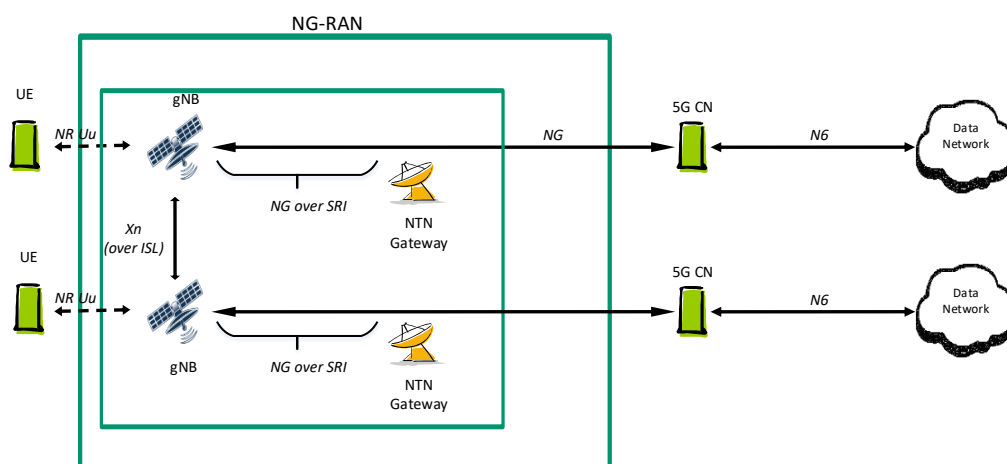 NG-RAN
UE
gNB
5G CN
NR Uu
NG
N6
Data
Network
NG over SRI
NTN
Gateway
Xn
(over ISL)
UE
5G CN
NR Uu
N6
Data
Network
gNB
NG over SRI
NTN
Gateway